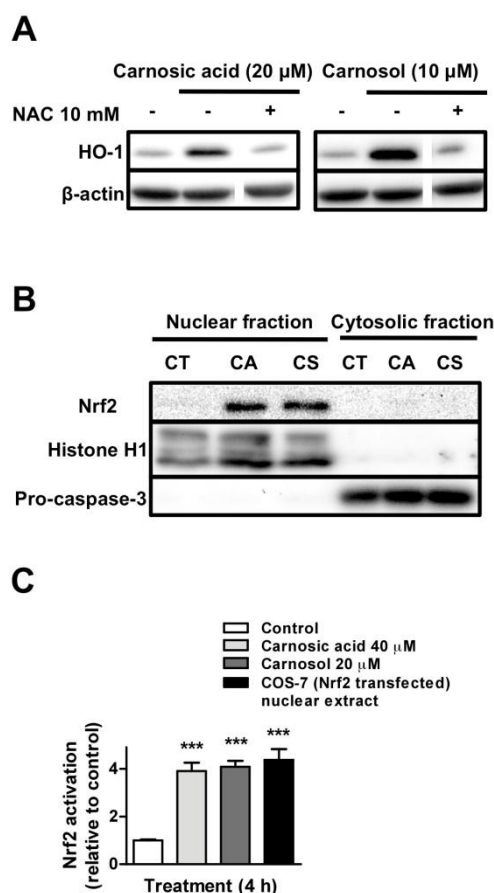 A
Carnosic acid (20 µM) Carnosol (10 µM)
NAC 10 mM - - + - - +
HO-1
β-actin
B
Nuclear fraction Cytosolic fraction
CT CA CS CT CA CS
Nrf2
Histone H1
Pro-caspase-3
C
Control
Carnosic acid 40 µM
Carnosol 20 µM
COS-7 (Nrf2 transfected)
nuclear extract
Nrf2 activation
(relative to control)
0
4
8
*** *** ***
Treatment (4 h)